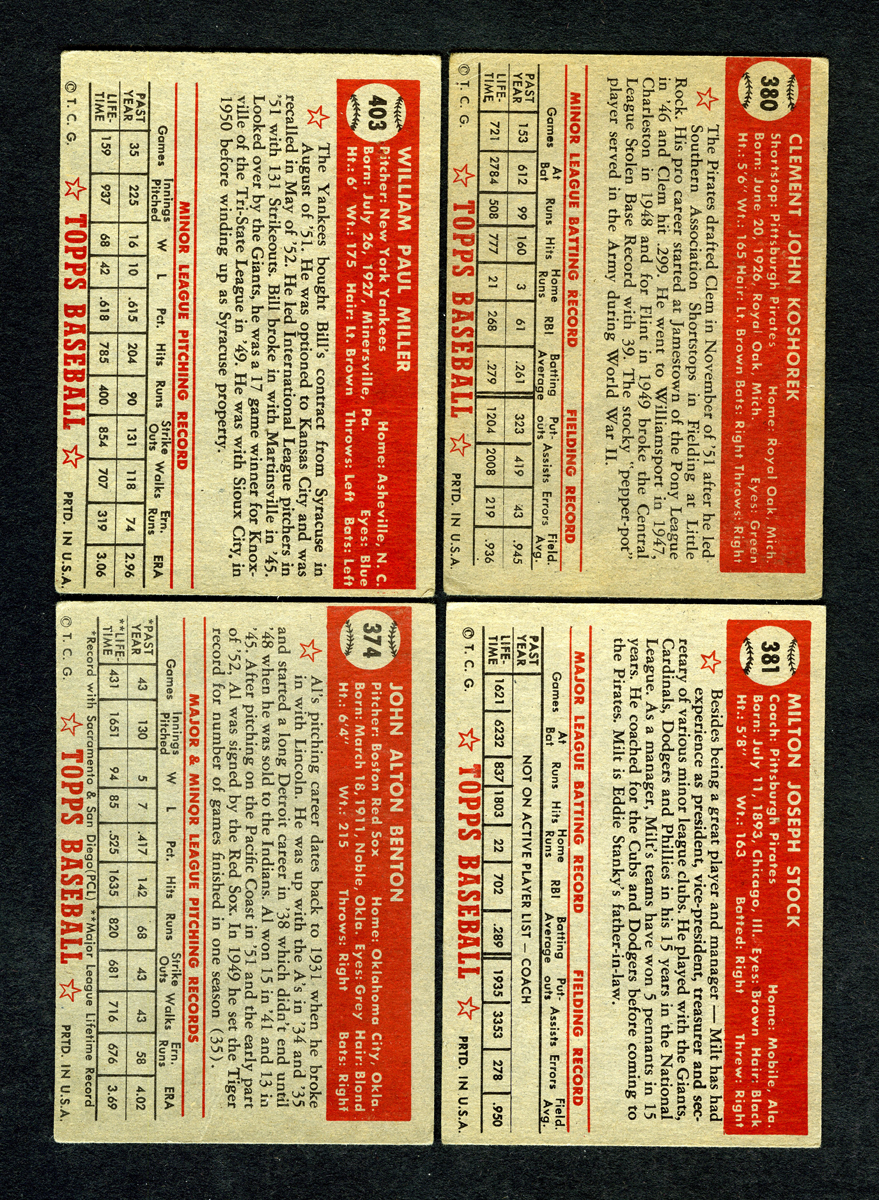 380
CLEMENT JOHN KOSHOREK
Shortstop: Pittsburgh Pirates Home: Royal Oak, Mich.
Born: June 20, 1926, Royal Oak, Mich. Eyes: Green
Ht.: 5'6" Wt.: 165 Hair: Lt. Brown Bats: Right Throws: Right
The Pirates drafted Clem in November of '51 after he led
Southern Association Shortstops in Fielding at Little
Rock. His pro career started at Jamestown of the Pony League
in '46 and Clem hit .299. He went to Williamsport in 1947,
Charleston in 1948 and for Flint in 1949 broke the Central
League Stolen Base Record with 39. The stocky "pepper-pot"
player served in the Army during World War II.
MINOR LEAGUE BATTING RECORD FIELDING RECORD
Games At Bat Runs Hits Home Runs RBI Batting Average Put-outs Assists Errors Field. Avg.
PAST YEAR 153 612 99 160 3 61 .261 323 419 43 .945
LIFE-TIME 721 2784 508 777 21 268 .279 1204 2008 219 .936
© T. C. G. TOPPS BASEBALL PRTD. IN U.S.A.
381
MILTON JOSEPH STOCK
Coach: Pittsburgh Pirates Home: Mobile, Ala.
Born: July 11, 1893, Chicago, Ill. Eyes: Brown Hair: Black
Ht.: 5'8" Wt.: 163 Batted: Right Threw: Right
Besides being a great player and manager — Milt has had
experience as president, vice-president, treasurer and sec-
retary of various minor league clubs. He played with the Giants,
Cardinals, Dodgers and Phillies in his 15 years in the National
League. As a manager, Milt's teams have won 5 pennants in 15
years. He coached for the Cubs and Dodgers before coming to
the Pirates. Milt is Eddie Stanky's father-in-law.
MAJOR LEAGUE BATTING RECORD FIELDING RECORD
Games At Bat Runs Hits Home Runs RBI Batting Average Put-outs Assists Errors Field. Avg.
PAST YEAR NOT ON ACTIVE PLAYER LIST — COACH
LIFE-TIME 1621 6232 837 1803 22 702 .289 1935 3353 278 .950
© T. C. G. TOPPS BASEBALL PRTD. IN U.S.A.
403
WILLIAM PAUL MILLER
Pitcher: New York Yankees Home: Asheville, N. C.
Born: July 26, 1927, Minersville, Pa. Eyes: Blue
Ht.: 6' Wt.: 175 Hair: Lt. Brown Throws: Left Bats: Left
The Yankees bought Bill's contract from Syracuse in
August of '51. He was optioned to Kansas City and was
recalled in May of '52. He led International League pitchers in
'51 with 131 Strikeouts. Bill broke in with Martinsville in '45.
Looked over by the Giants, he was a 17 game winner for Knox-
ville of the Tri-State League in '49. He was with Sioux City, in
1950 before winding up as Syracuse property.
MINOR LEAGUE PITCHING RECORD
Games Innings Pitched W L Pct. Hits Runs Strike Outs Walks Ern. Runs ERA
PAST YEAR 35 225 16 10 .615 204 90 131 118 74 2.96
LIFE-TIME 159 937 68 42 .618 785 400 854 707 319 3.06
© T. C. G. TOPPS BASEBALL PRTD. IN U.S.A.
374
JOHN ALTON BENTON
Pitcher: Boston Red Sox Home: Oklahoma City, Okla.
Born: March 18, 1911, Noble, Okla. Eyes: Grey Hair: Blond
Ht.: 6'4" Wt.: 215 Throws: Right Bats: Right
Al's pitching career dates back to 1931 when he broke
in with Lincoln. He was up with the A's in '34 and '35
and started a long Detroit career in '38 which didn't end until
'48 when he was sold to the Indians. Al won 15 in '41 and 13 in
'45. After pitching on the Pacific Coast in '51 and the early part
of '52, Al was signed by the Red Sox. In 1949 he set the Tiger
record for number of games finished in one season (35).
MAJOR & MINOR LEAGUE PITCHING RECORDS
Games Innings Pitched W L Pct. Hits Runs Strike Outs Walks Ern. Runs ERA
*PAST YEAR 43 130 5 7 .417 142 68 43 43 58 4.02
**LIFE-TIME 431 1651 94 85 .525 1635 820 681 716 676 3.69
*Record with Sacramento & San Diego(PCL) **Major League Lifetime Record
© T. C. G. TOPPS BASEBALL PRTD. IN U.S.A.